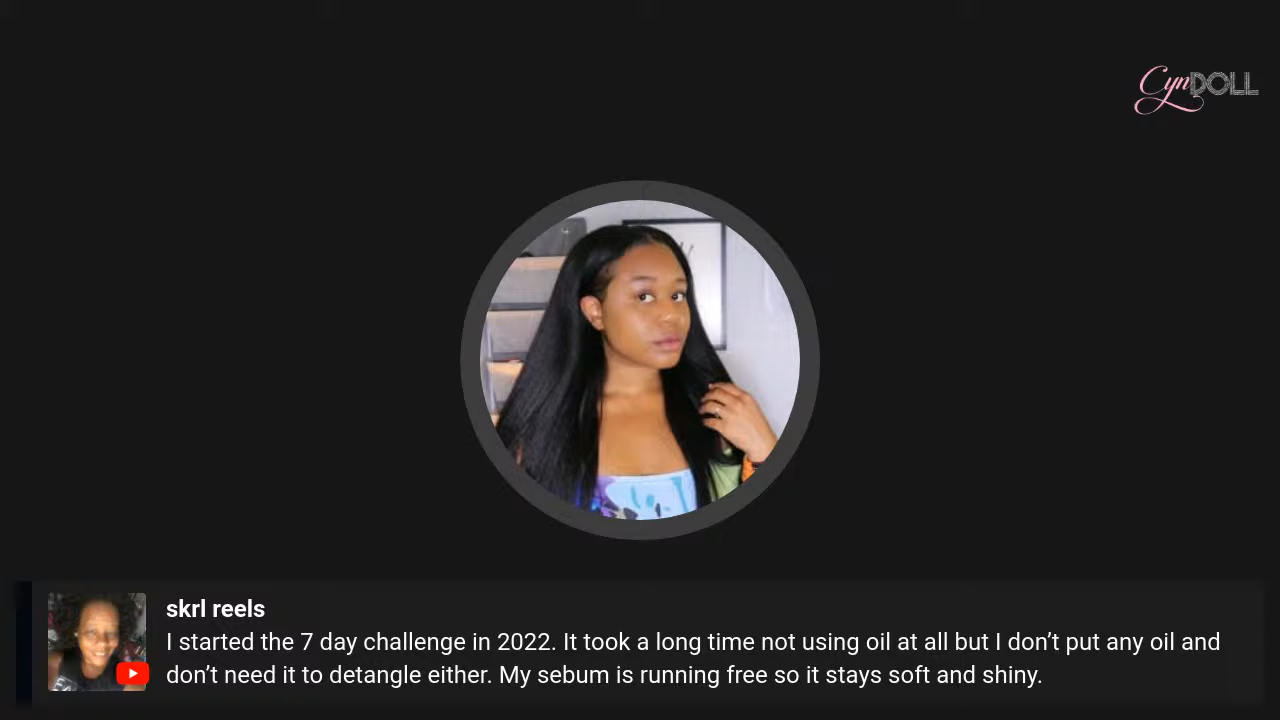 CynDOLL
skrl reels
I started the 7 day challenge in 2022. It took a long time not using oil at all but I don’t put any oil and
don’t need it to detangle either. My sebum is running free so it stays soft and shiny.